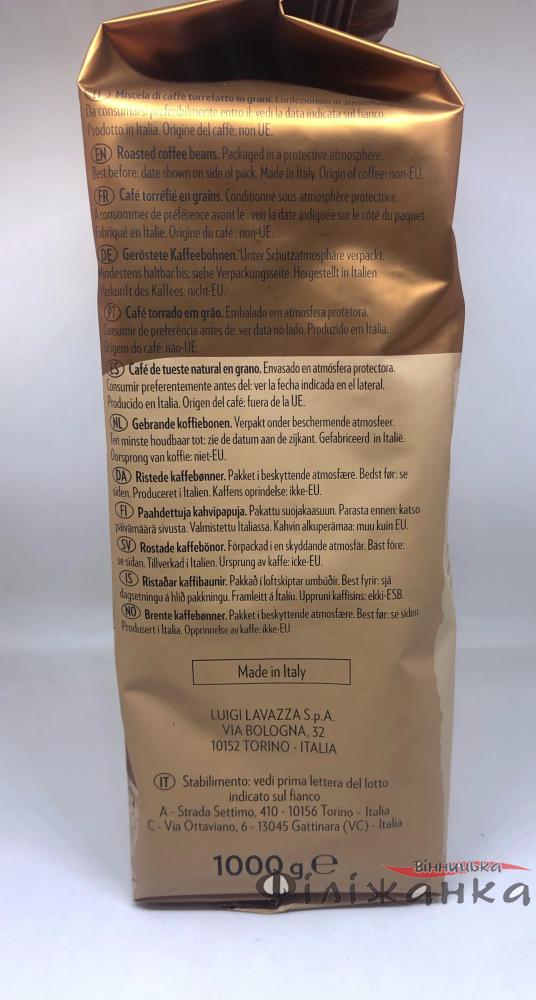 Miscela di caffè torrefatto in grani. Confezionato in
Da consumarsi preferibilmente entro il: vedi la data indicata sul fianco.
Prodotto in Italia. Origine del caffè: non UE.
EN Roasted coffee beans. Packaged in a protective atmosphere.
Best before: date shown on side of pack. Made in Italy. Origin of coffee: non-EU.
FR Café torréfié en grains. Conditionné sous atmosphère protectrice.
A consommer de préférence avant le : voir la date indiquée sur le côté du paquet.
Fabriqué en Italie. Origine du café : non-UE.
DE Geröstete Kaffeebohnen. Unter Schutzatmosphäre verpackt.
Mindestens haltbar bis: siehe Verpackungsseite. Hergestellt in Italien.
Herkunft des Kaffees: nicht-EU.
PT Café torrado em grão. Embalado em atmosfera protetora.
Consumir de preferência antes de: ver data no lado. Produzido em Itália.
Origem do café: não-UE.
ES Café de tueste natural en grano. Envasado en atmósfera protectora.
Consumir preferentemente antes del: ver la fecha indicada en el lateral.
Producido en Italia. Origen del café: fuera de la UE.
NL Gebrande koffiebonen. Verpakt onder beschermende atmosfeer.
Ten minste houdbaar tot: zie de datum aan de zijkant. Gefabriceerd in Italië.
Oorsprong van koffie: niet-EU.
DA Ristede kaffebønner. Pakket i beskyttende atmosfære. Bedst før: se
siden. Produceret i Italien. Kaffens oprindelse: ikke-EU.
FI Paahdettuja kahvipapuja. Pakattu suojakaasuun. Parasta ennen: katso
päivämäärä sivusta. Valmistettu Italiassa. Kahvin alkuperämaa: muu kuin EU.
SV Rostade kaffebönor. Förpackad i en skyddande atmosfär. Bäst före:
se sidan. Tillverkad i Italien. Ursprung av kaffe: icke-EU.
IS Ristaðar kaffibaunir. Pakkað í loftskiptar umbúðir. Best fyrir: sjá
dagsetningu á hlið pakkningu. Framleitt á Ítalíu. Uppruni kaffisins: ekki-ESB.
NO Brente kaffebønner. Pakket i beskyttende atmosfære. Best før: se siden.
Produsert i Italia. Opprinnelse av kaffe: ikke-EU.
Made in Italy
LUIGI LAVAZZA S.p.A.
VIA BOLOGNA, 32
10152 TORINO - ITALIA
IT Stabilimento: vedi prima lettera del lotto
indicato sul fianco
A - Strada Settimo, 410 - 10156 Torino - Italia
C - Via Ottaviano, 6 - 13045 Gattinara (VC) - Italia
1000 g ℮
Вінницька
Філіжанка